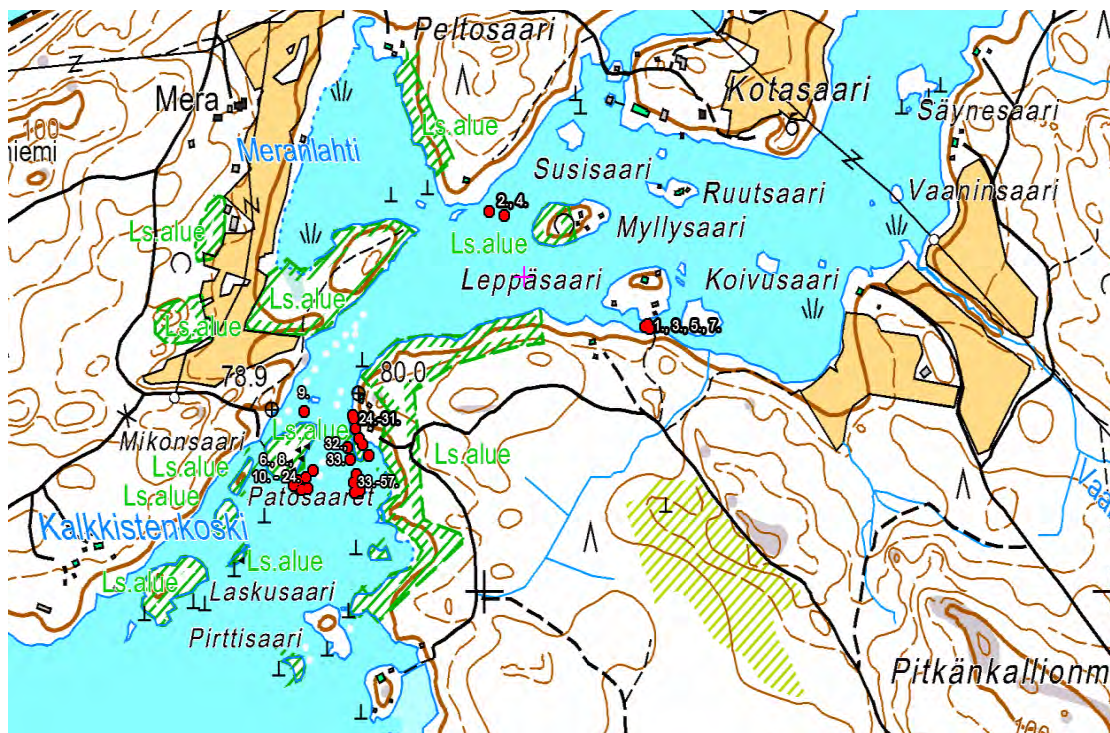 Peltosaari
Mera
Kotasaari
100
niemi
Meranlahti
Ls.alue
Säynesaari
Susisaari
Ruutsaari
Vaaninsaari
2., 4.
Myllysaari
Ls.alue
Ls.alue
Leppäsaari
Koivusaari
Ls.alue
Ls.alue
1., 3., 5., 7.
78.9
80.0
9.
24.-31.
Ls.alue
Mikonsaari
32.
Ls.alue
6., 8.,
33.
Ls.alue
10. - 24.
33.-57.
Ls.alue
Patosaaret
Kalkkistenkoski
Ls.alue
Ls.alue
Laskusaari
Pirttisaari
Pitkänkallionm
100